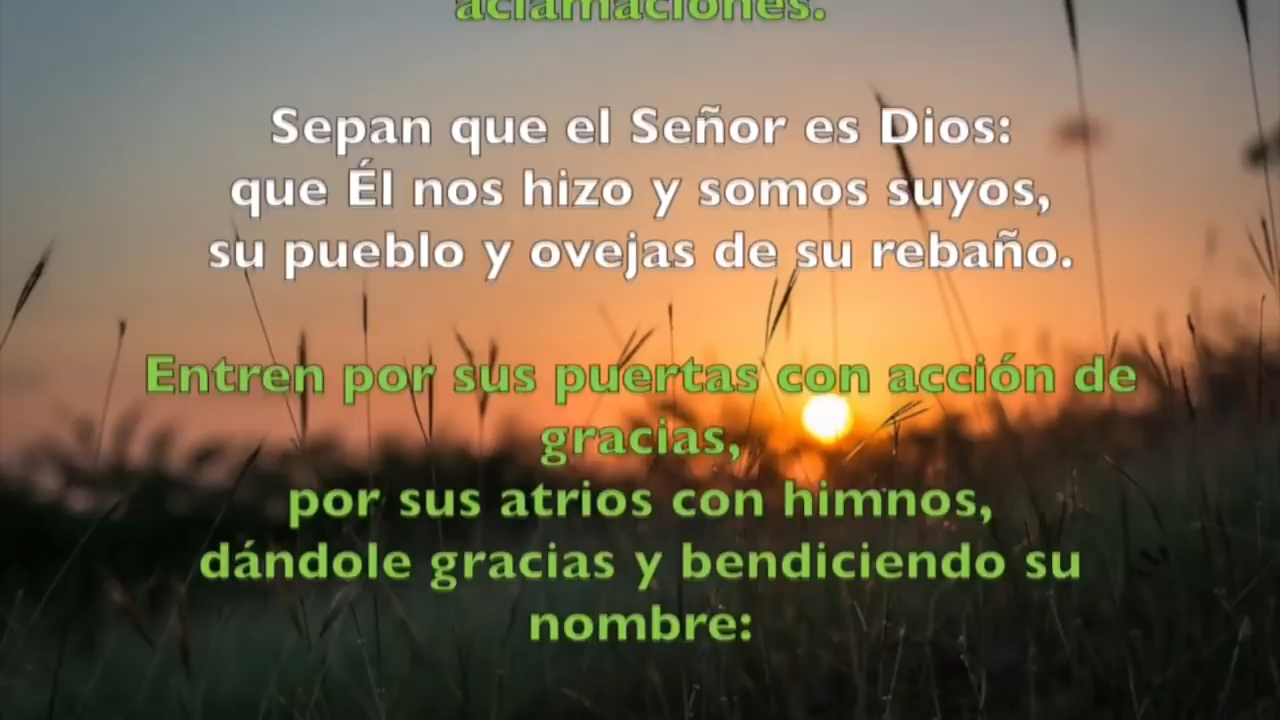 aclamaciones.
Sepan que el Señor es Dios:
que Él nos hizo y somos suyos,
su pueblo y ovejas de su rebaño.
Entren por sus puertas con acción de
gracias,
por sus atrios con himnos,
dándole gracias y bendiciendo su
nombre: